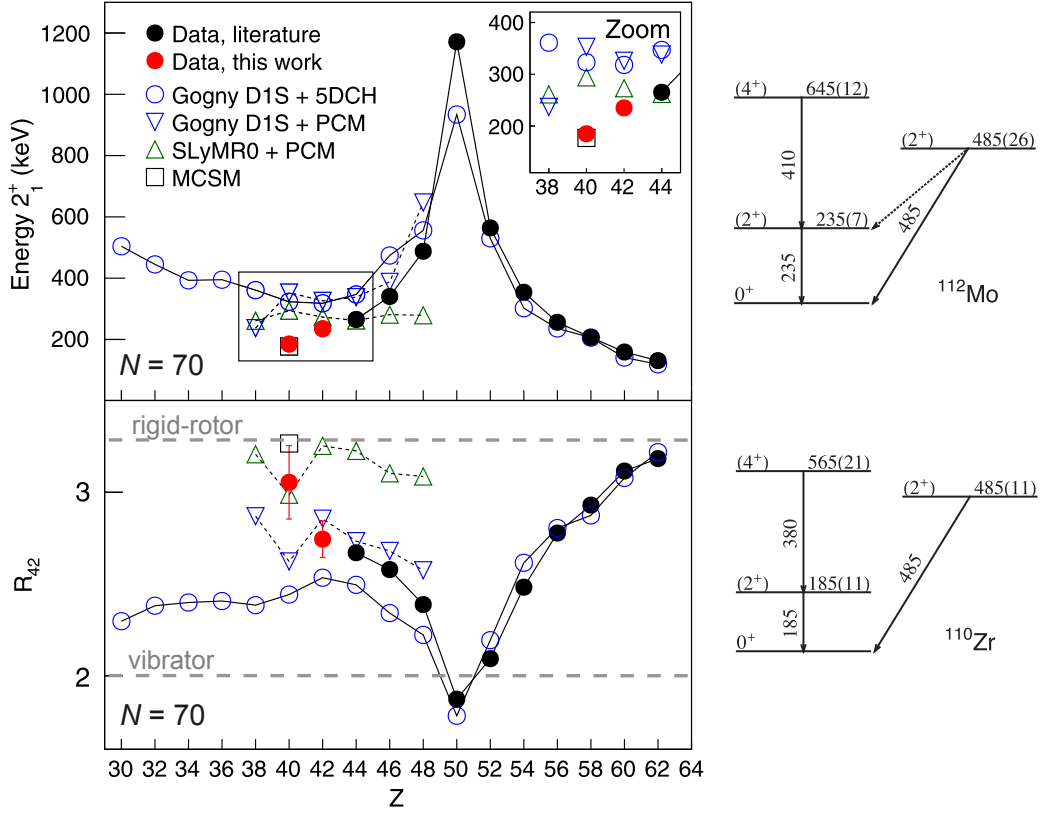 1200
1000
800
600
400
200
Energy 2⁺₁ (keV)
Data, literature
Data, this work
Gogny D1S + 5DCH
Gogny D1S + PCM
SLyMR0 + PCM
MCSM
N = 70
Zoom
400
300
200
38 40 42 44
rigid-rotor
3
R₄₂
vibrator
2
N = 70
30 32 34 36 38 40 42 44 46 48 50 52 54 56 58 60 62 64
Z
(4⁺) 645(12)
(2⁺) 485(26)
410
(2⁺) 235(7)
485
235
0⁺
¹¹²Mo
(4⁺) 565(21)
(2⁺) 485(11)
380
485
(2⁺) 185(11)
185
0⁺
¹¹⁰Zr